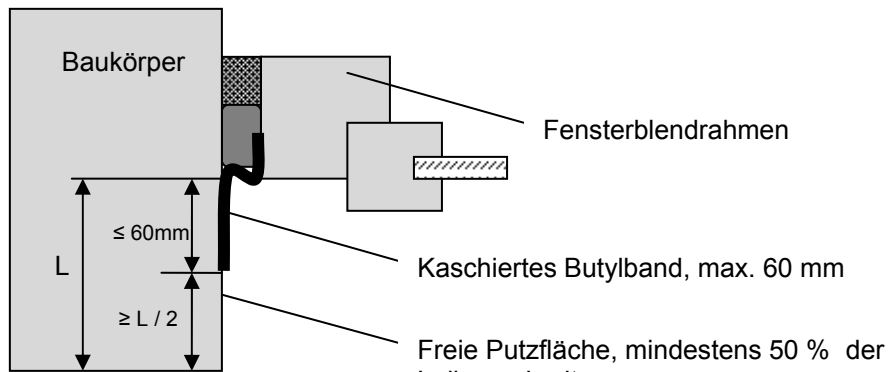 Baukörper
Fensterblendrahmen
≤ 60mm
L
Kaschiertes Butylband, max. 60 mm
≥ L / 2
Freie Putzfläche, mindestens 50 % der